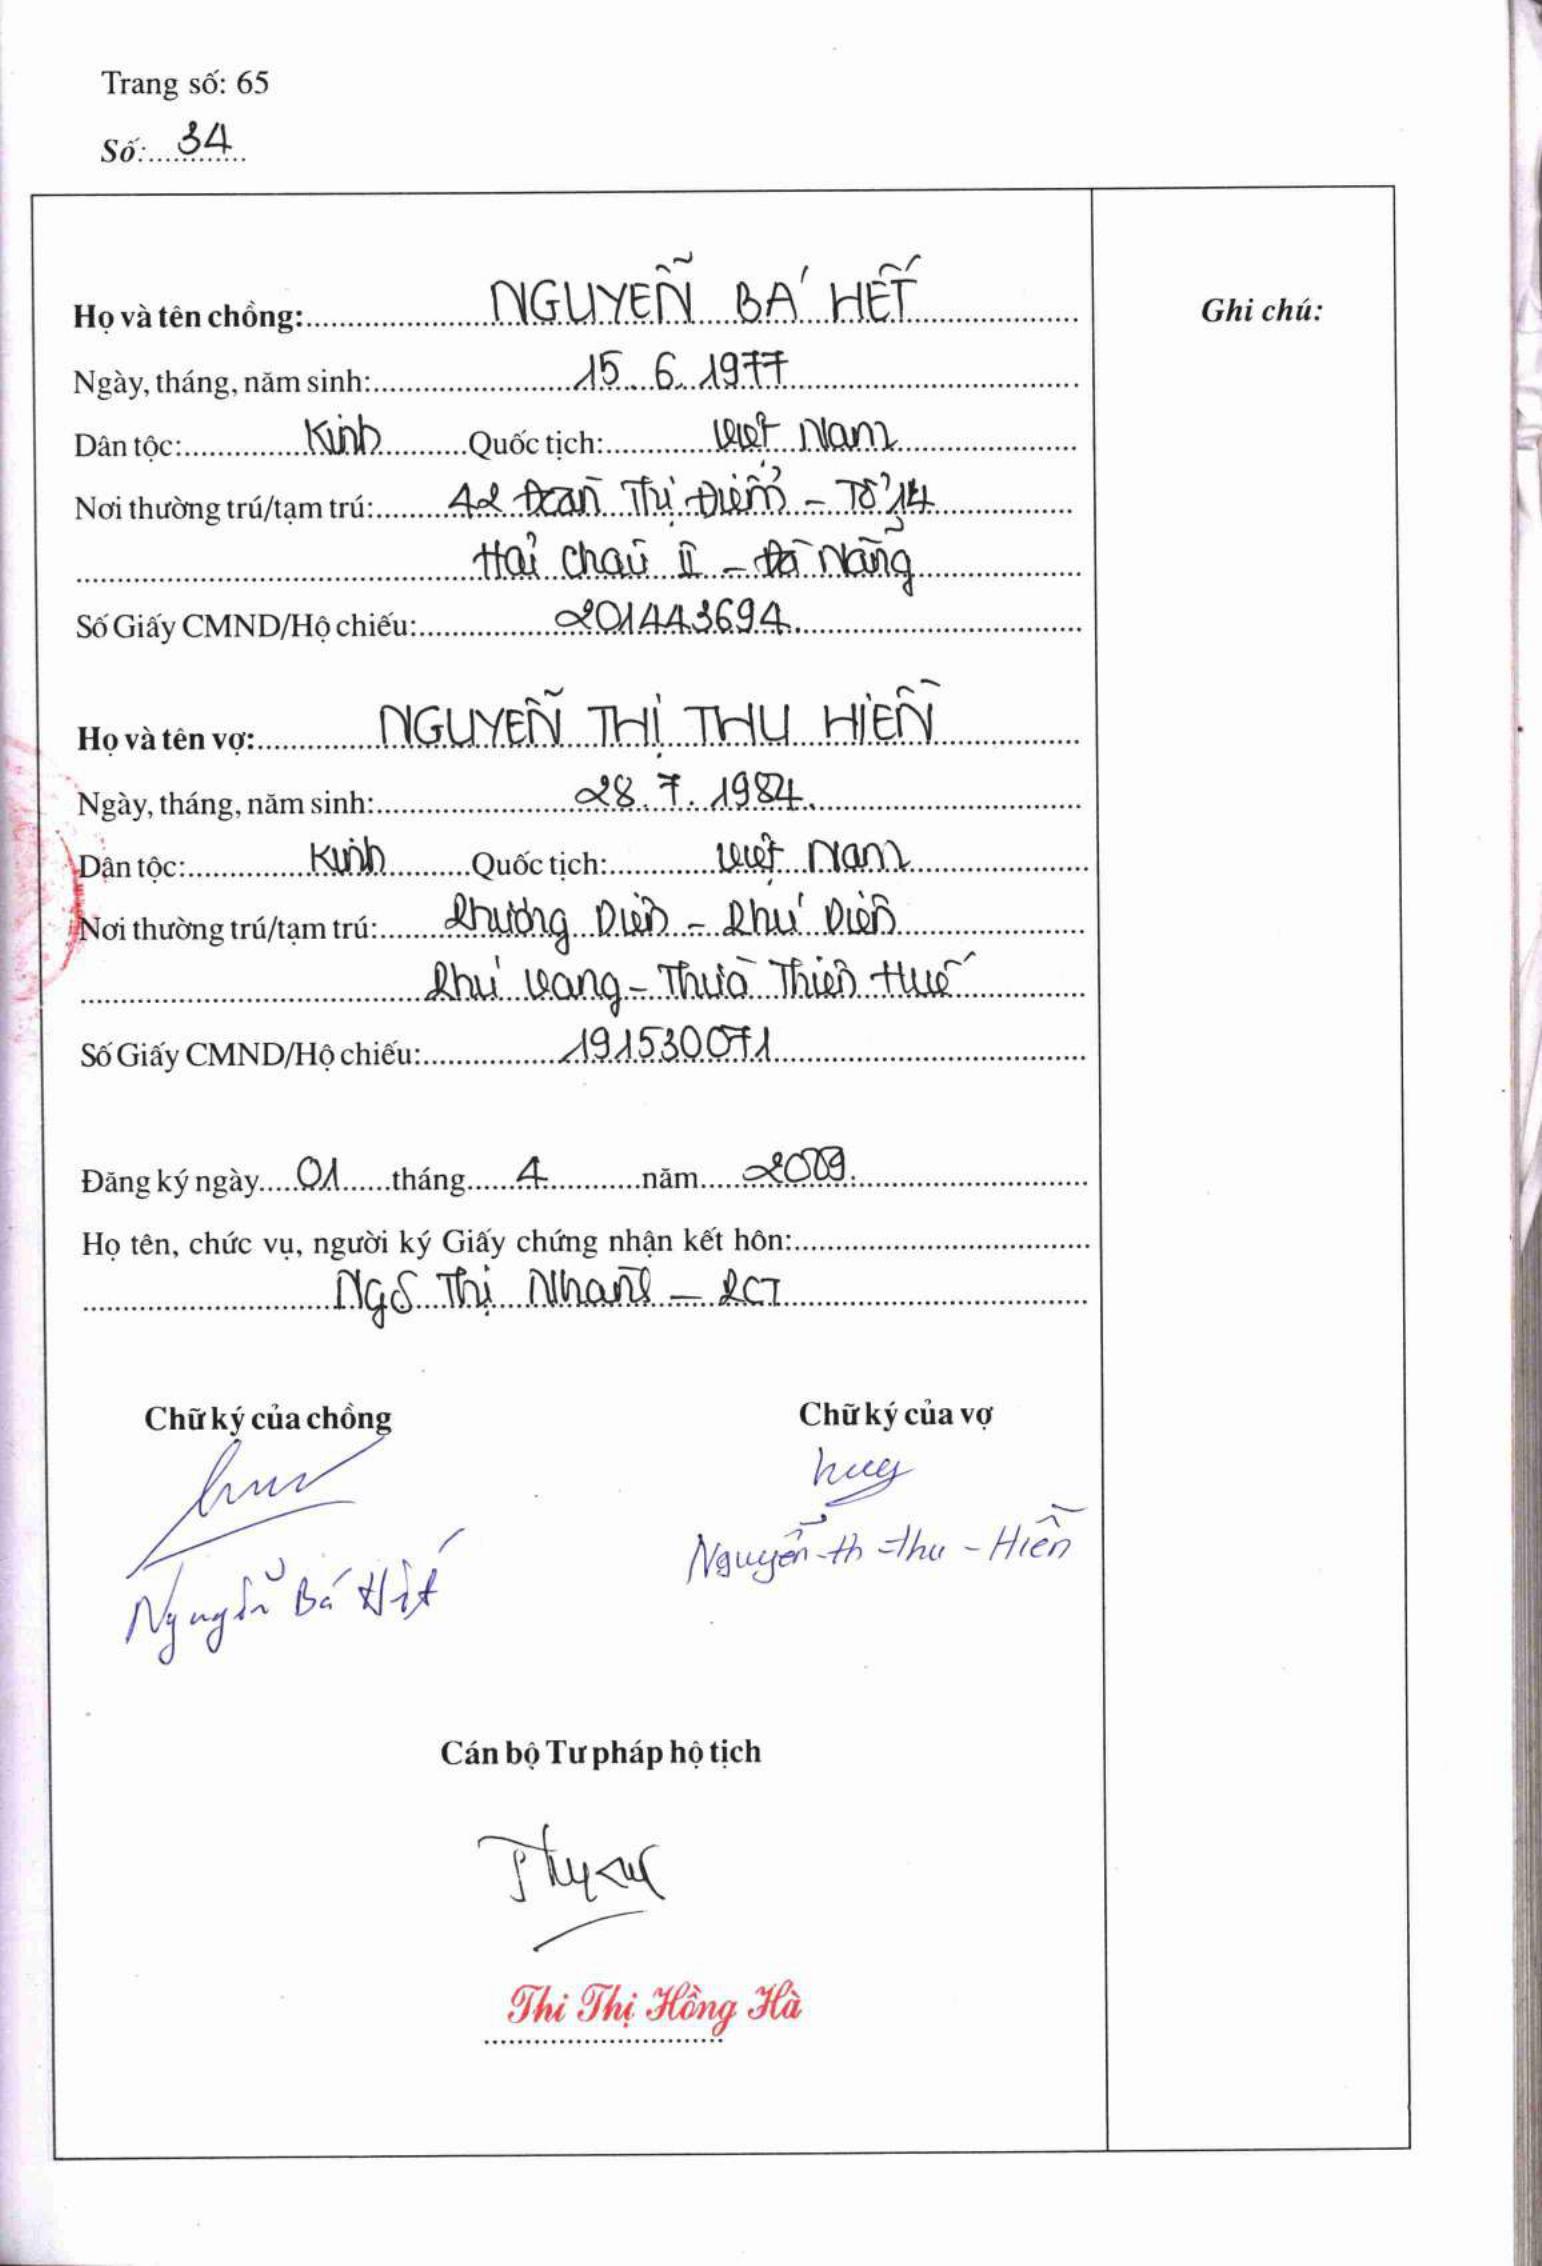 Trang số: 65
Số: 34
Họ và tên chồng: NGUYỄN BÁ HẾT
Ghi chú:
Ngày, tháng, năm sinh: 15.6.1977
Dân tộc: Kinh Quốc tịch: Việt Nam
Nơi thường trú/tạm trú: 42 Đoàn Thị Điểm - Tổ 14
Hải Châu II - Đà Nẵng
Số Giấy CMND/Hộ chiếu: 201443694
Họ và tên vợ: NGUYỄN THỊ THU HIỀN
Ngày, tháng, năm sinh: 28.7.1984
Dân tộc: Kinh Quốc tịch: Việt Nam
Nơi thường trú/tạm trú: Phương Diên - Phú Diên
Phú Vang - Thừa Thiên Huế
Số Giấy CMND/Hộ chiếu: 191530071
Đăng ký ngày 01 tháng 4 năm 2009
Họ tên, chức vụ, người ký Giấy chứng nhận kết hôn:
Ngô Thị - PCT
Chữ ký của chồng Chữ ký của vợ
Nguyễn Bá Hết
Nguyễn Th Thu - Hiền
Cán bộ Tư pháp hộ tịch
Thi Thị Hồng Hà